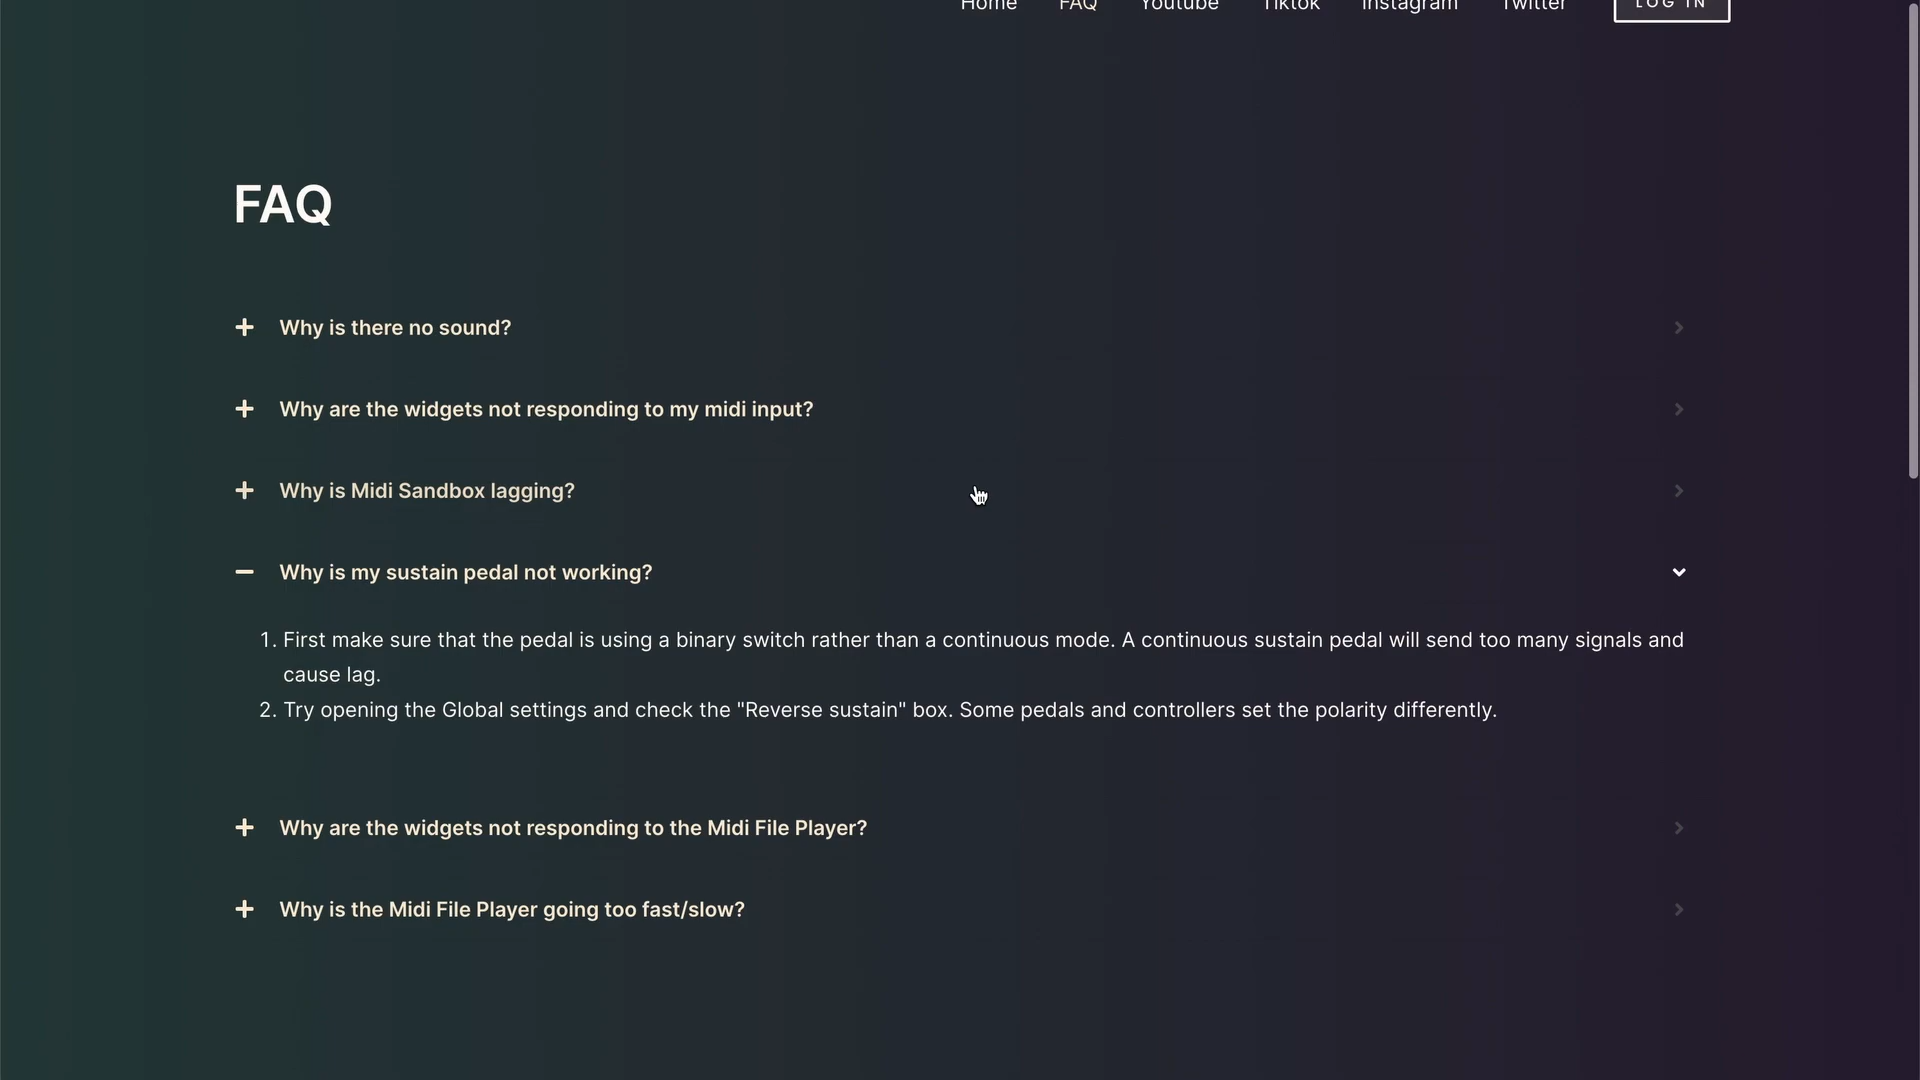 Home FAQ Youtube Tiktok Instagram Twitter LOG IN
FAQ
Why is there no sound?
Why are the widgets not responding to my midi input?
Why is Midi Sandbox lagging?
Why is my sustain pedal not working?
1. First make sure that the pedal is using a binary switch rather than a continuous mode. A continuous sustain pedal will send too many signals and
cause lag.
2. Try opening the Global settings and check the "Reverse sustain" box. Some pedals and controllers set the polarity differently.
Why are the widgets not responding to the Midi File Player?
Why is the Midi File Player going too fast/slow?